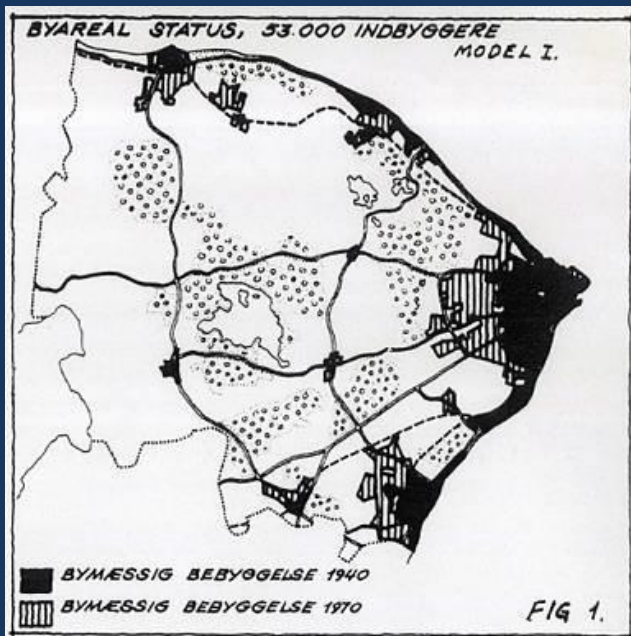 BYAREAL STATUS, 53.000 INDBYGGERE
MODEL I.
BYMÆSSIG BEBYGGELSE 1940
BYMÆSSIG BEBYGGELSE 1970
FIG 1.